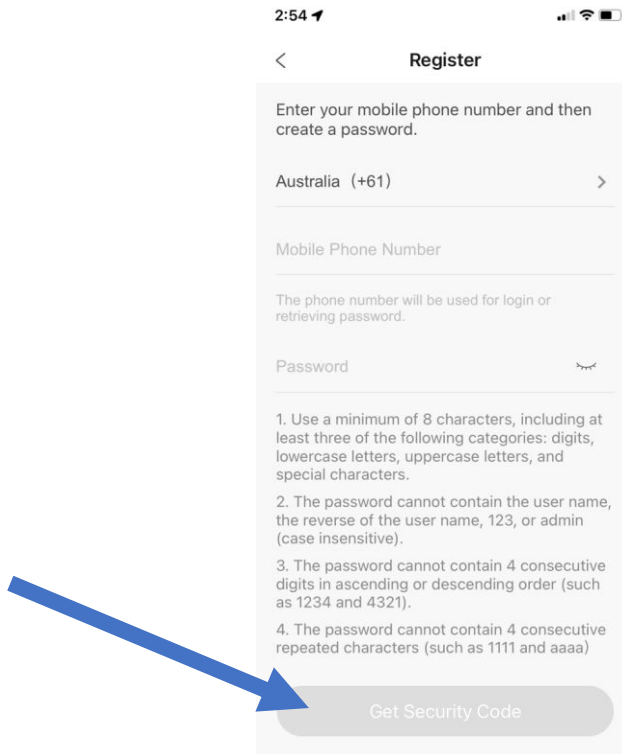 2:54
Register
Enter your mobile phone number and then
create a password.
Australia (+61)
Mobile Phone Number
The phone number will be used for login or
retrieving password.
Password
1. Use a minimum of 8 characters, including at
least three of the following categories: digits,
lowercase letters, uppercase letters, and
special characters.
2. The password cannot contain the user name,
the reverse of the user name, 123, or admin
(case insensitive).
3. The password cannot contain 4 consecutive
digits in ascending or descending order (such
as 1234 and 4321).
4. The password cannot contain 4 consecutive
repeated characters (such as 1111 and aaaa)
Get Security Code